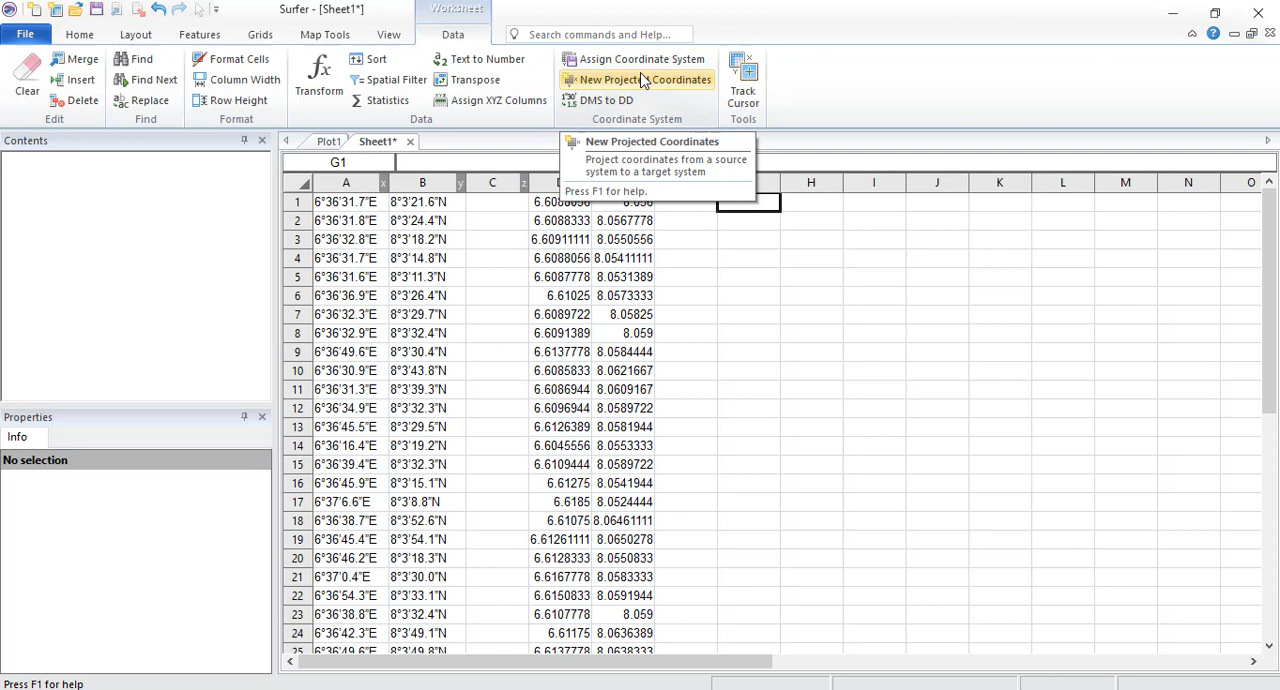 Surfer - [Sheet1*]
Worksheet
File Home Layout Features Grids Map Tools View Data Search commands and Help...
Clear Merge Insert Delete Edit
Find Find Next Replace Find
Format Cells Column Width Row Height Format
Transform Sort Spatial Filter Statistics Text to Number Transpose Assign XYZ Columns Data
Assign Coordinate System New Projected Coordinates DMS to DD Coordinate System
Track Cursor Tools
Contents
Plot1 Sheet1*
G1
New Projected Coordinates
Project coordinates from a source
system to a target system
Press F1 for help.
A x B y C z D H I J K L M N O
1 6°36'31.7"E 8°3'21.6"N 6.6088056 8.056
2 6°36'31.8"E 8°3'24.4"N 6.6088333 8.0567778
3 6°36'32.8"E 8°3'18.2"N 6.60911111 8.0550556
4 6°36'31.7"E 8°3'14.8"N 6.6088056 8.05411111
5 6°36'31.6"E 8°3'11.3"N 6.6087778 8.0531389
6 6°36'36.9"E 8°3'26.4"N 6.61025 8.0573333
7 6°36'32.3"E 8°3'29.7"N 6.6089722 8.05825
8 6°36'32.9"E 8°3'32.4"N 6.6091389 8.059
9 6°36'49.6"E 8°3'30.4"N 6.6137778 8.0584444
10 6°36'30.9"E 8°3'43.8"N 6.6085833 8.0621667
11 6°36'31.3"E 8°3'39.3"N 6.6086944 8.0609167
12 6°36'34.9"E 8°3'32.3"N 6.6096944 8.0589722
13 6°36'45.5"E 8°3'29.5"N 6.6126389 8.0581944
14 6°36'16.4"E 8°3'19.2"N 6.6045556 8.0553333
15 6°36'39.4"E 8°3'32.3"N 6.6109444 8.0589722
16 6°36'45.9"E 8°3'15.1"N 6.61275 8.0541944
17 6°37'6.6"E 8°3'8.8"N 6.6185 8.0524444
18 6°36'38.7"E 8°3'52.6"N 6.61075 8.06461111
19 6°36'45.4"E 8°3'54.1"N 6.61261111 8.0650278
20 6°36'46.2"E 8°3'18.3"N 6.6128333 8.0550833
21 6°37'0.4"E 8°3'30.0"N 6.6167778 8.0583333
22 6°36'54.3"E 8°3'33.1"N 6.6150833 8.0591944
23 6°36'38.8"E 8°3'32.4"N 6.6107778 8.059
24 6°36'42.3"E 8°3'49.1"N 6.61175 8.0636389
25 6°36'49.6"E 8°3'49.8"N 6.6137778 8.0638333
Properties
Info
No selection
Press F1 for help